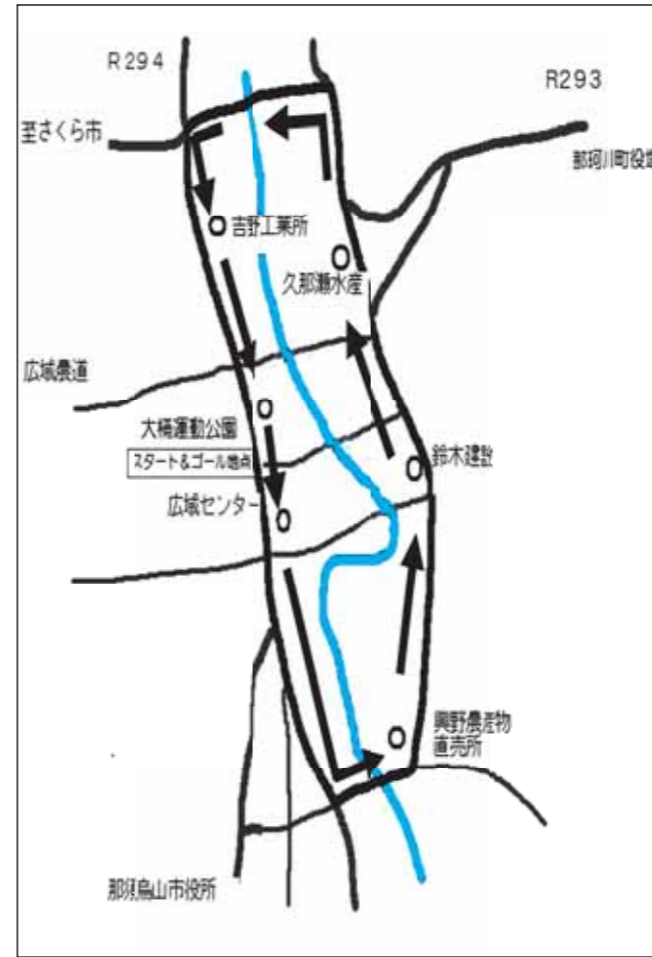 R294
R293
至さくら市
那珂川町役場
吉野工業所
久那瀬水産
広域農道
大桶運動公園
スタート&ゴール地点
鈴木建設
広域センター
興野農産物
直売所
那須烏山市役所